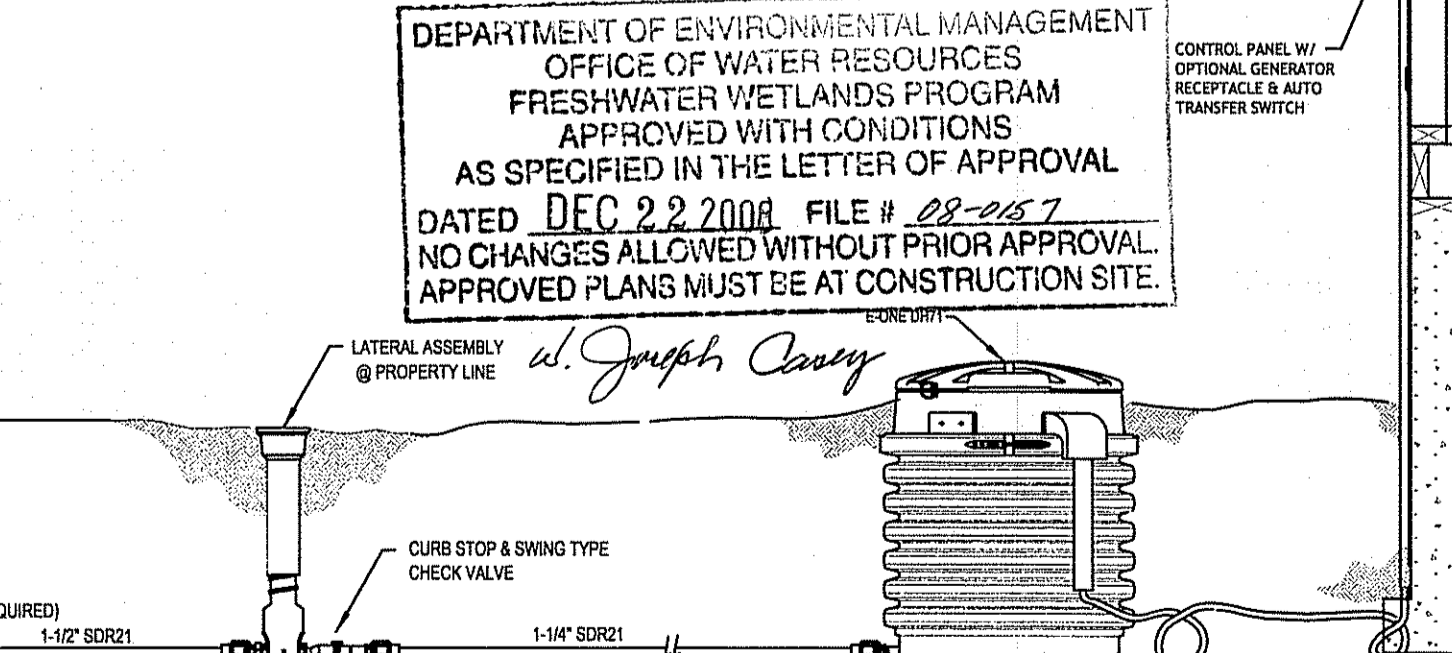 DEPARTMENT OF ENVIRONMENTAL MANAGEMENT
OFFICE OF WATER RESOURCES
FRESHWATER WETLANDS PROGRAM
APPROVED WITH CONDITIONS
AS SPECIFIED IN THE LETTER OF APPROVAL
DATED DEC 22 2008 FILE # 08-0157
NO CHANGES ALLOWED WITHOUT PRIOR APPROVAL.
APPROVED PLANS MUST BE AT CONSTRUCTION SITE.
W. Joseph Casey
CONTROL PANEL W/
OPTIONAL GENERATOR
RECEPTACLE & AUTO
TRANSFER SWITCH
E-ONE DH71
LATERAL ASSEMBLY
@ PROPERTY LINE
CURB STOP & SWING TYPE
CHECK VALVE
QUIRED)
1-1/2" SDR21
1-1/4" SDR21